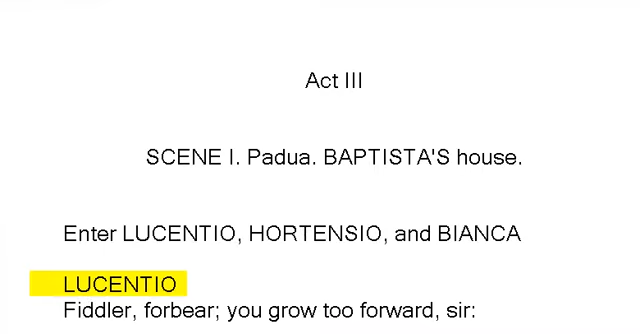 Act III
SCENE I. Padua. BAPTISTA'S house.
Enter LUCENTIO, HORTENSIO, and BIANCA
LUCENTIO
Fiddler, forbear; you grow too forward, sir: